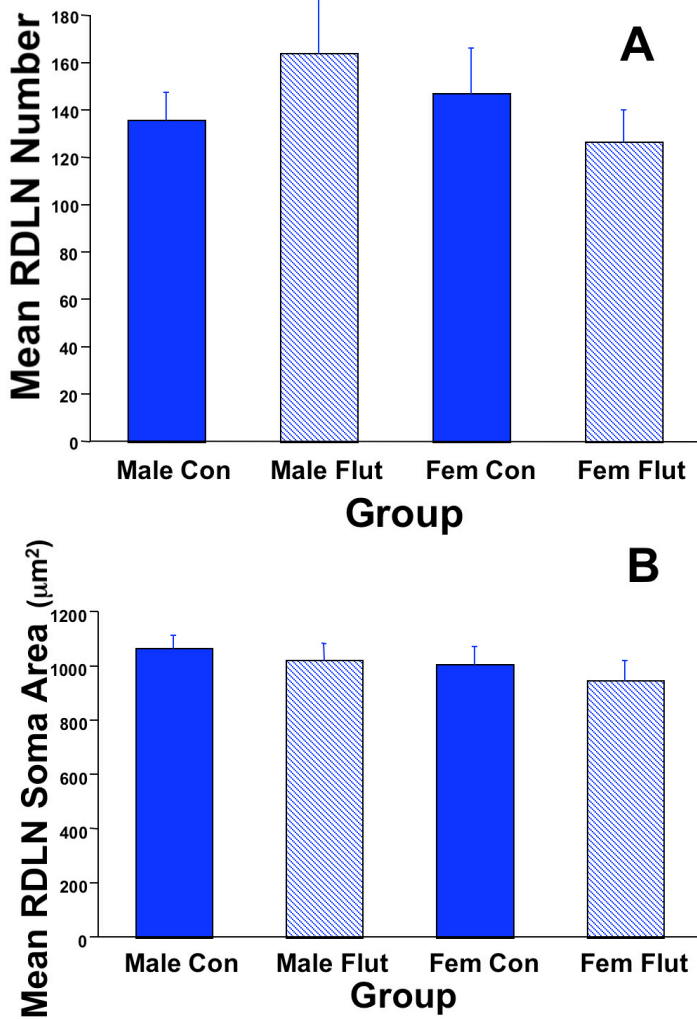 A
Mean RDLN Number
180
160
140
120
100
80
60
40
20
0
Male Con Male Flut Fem Con Fem Flut
Group
B
Mean RDLN Soma Area (μm²)
1200
1000
800
600
400
200
0
Male Con Male Flut Fem Con Fem Flut
Group